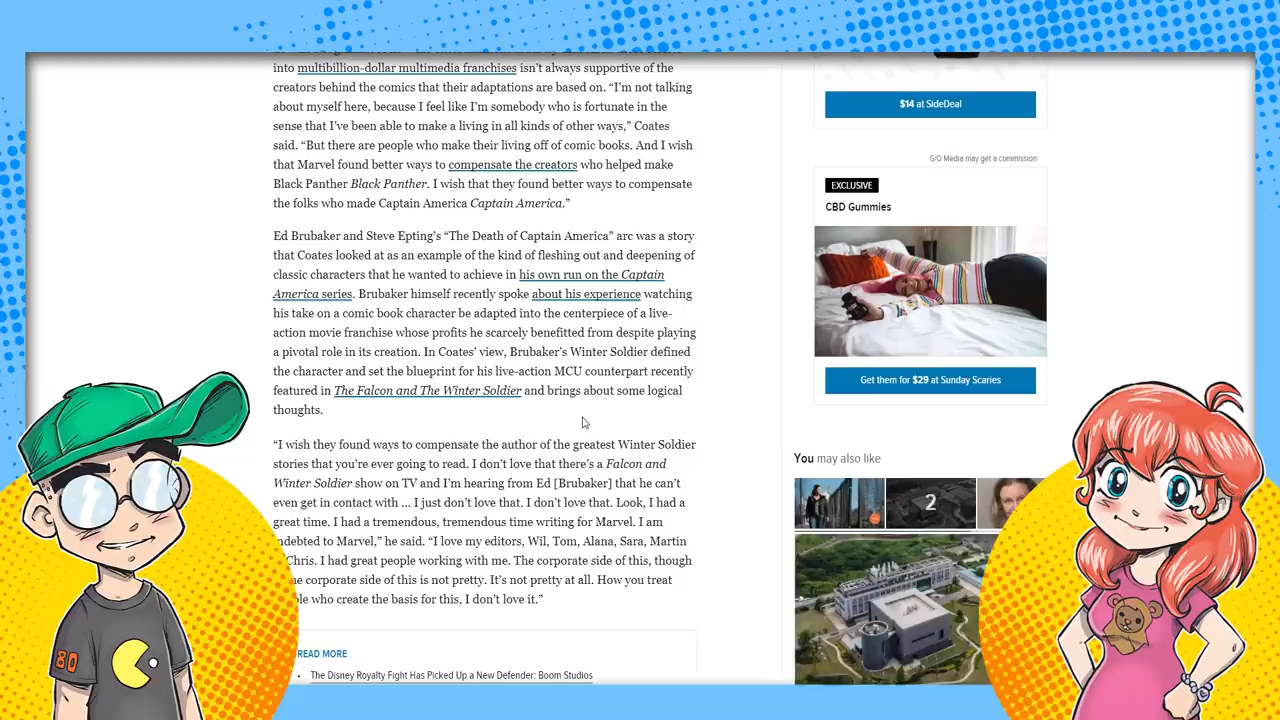 into multibillion-dollar multimedia franchises isn't always supportive of the
creators behind the comics that their adaptations are based on. “I'm not talking
about myself here, because I feel like I'm somebody who is fortunate in the
sense that I've been able to make a living in all kinds of other ways,” Coates
said. “But there are people who make their living off of comic books. And I wish
that Marvel found better ways to compensate the creators who helped make
Black Panther Black Panther. I wish that they found better ways to compensate
the folks who made Captain America Captain America.”
Ed Brubaker and Steve Epting's “The Death of Captain America” arc was a story
that Coates looked at as an example of the kind of fleshing out and deepening of
classic characters that he wanted to achieve in his own run on the Captain
America series. Brubaker himself recently spoke about his experience watching
his take on a comic book character be adapted into the centerpiece of a live-
action movie franchise whose profits he scarcely benefitted from despite playing
a pivotal role in its creation. In Coates' view, Brubaker's Winter Soldier defined
the character and set the blueprint for his live-action MCU counterpart recently
featured in The Falcon and The Winter Soldier and brings about some logical
thoughts.
“I wish they found ways to compensate the author of the greatest Winter Soldier
stories that you're ever going to read. I don't love that there's a Falcon and
Winter Soldier show on TV and I'm hearing from Ed [Brubaker] that he can't
even get in contact with ... I just don't love that. I don't love that. Look, I had a
great time. I had a tremendous, tremendous time writing for Marvel. I am
ndebted to Marvel,” he said. “I love my editors, Wil, Tom, Alana, Sara, Martin
Chris. I had great people working with me. The corporate side of this, though
ne corporate side of this is not pretty. It's not pretty at all. How you treat
ple who create the basis for this, I don't love it.”
READ MORE
• The Disney Royalty Fight Has Picked Up a New Defender: Boom Studios
$14 at SideDeal
G/O Media may get a commission
EXCLUSIVE
CBD Gummies
Get them for $29 at Sunday Scaries
You may also like
2
80